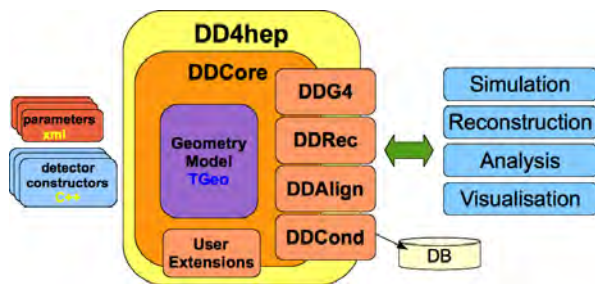 DD4hep
DDCore
parameters
xml
detector
constructors
C++
Geometry
Model
TGeo
User
Extensions
DDG4
DDRec
DDAlign
DDCond
Simulation
Reconstruction
Analysis
Visualisation
DB